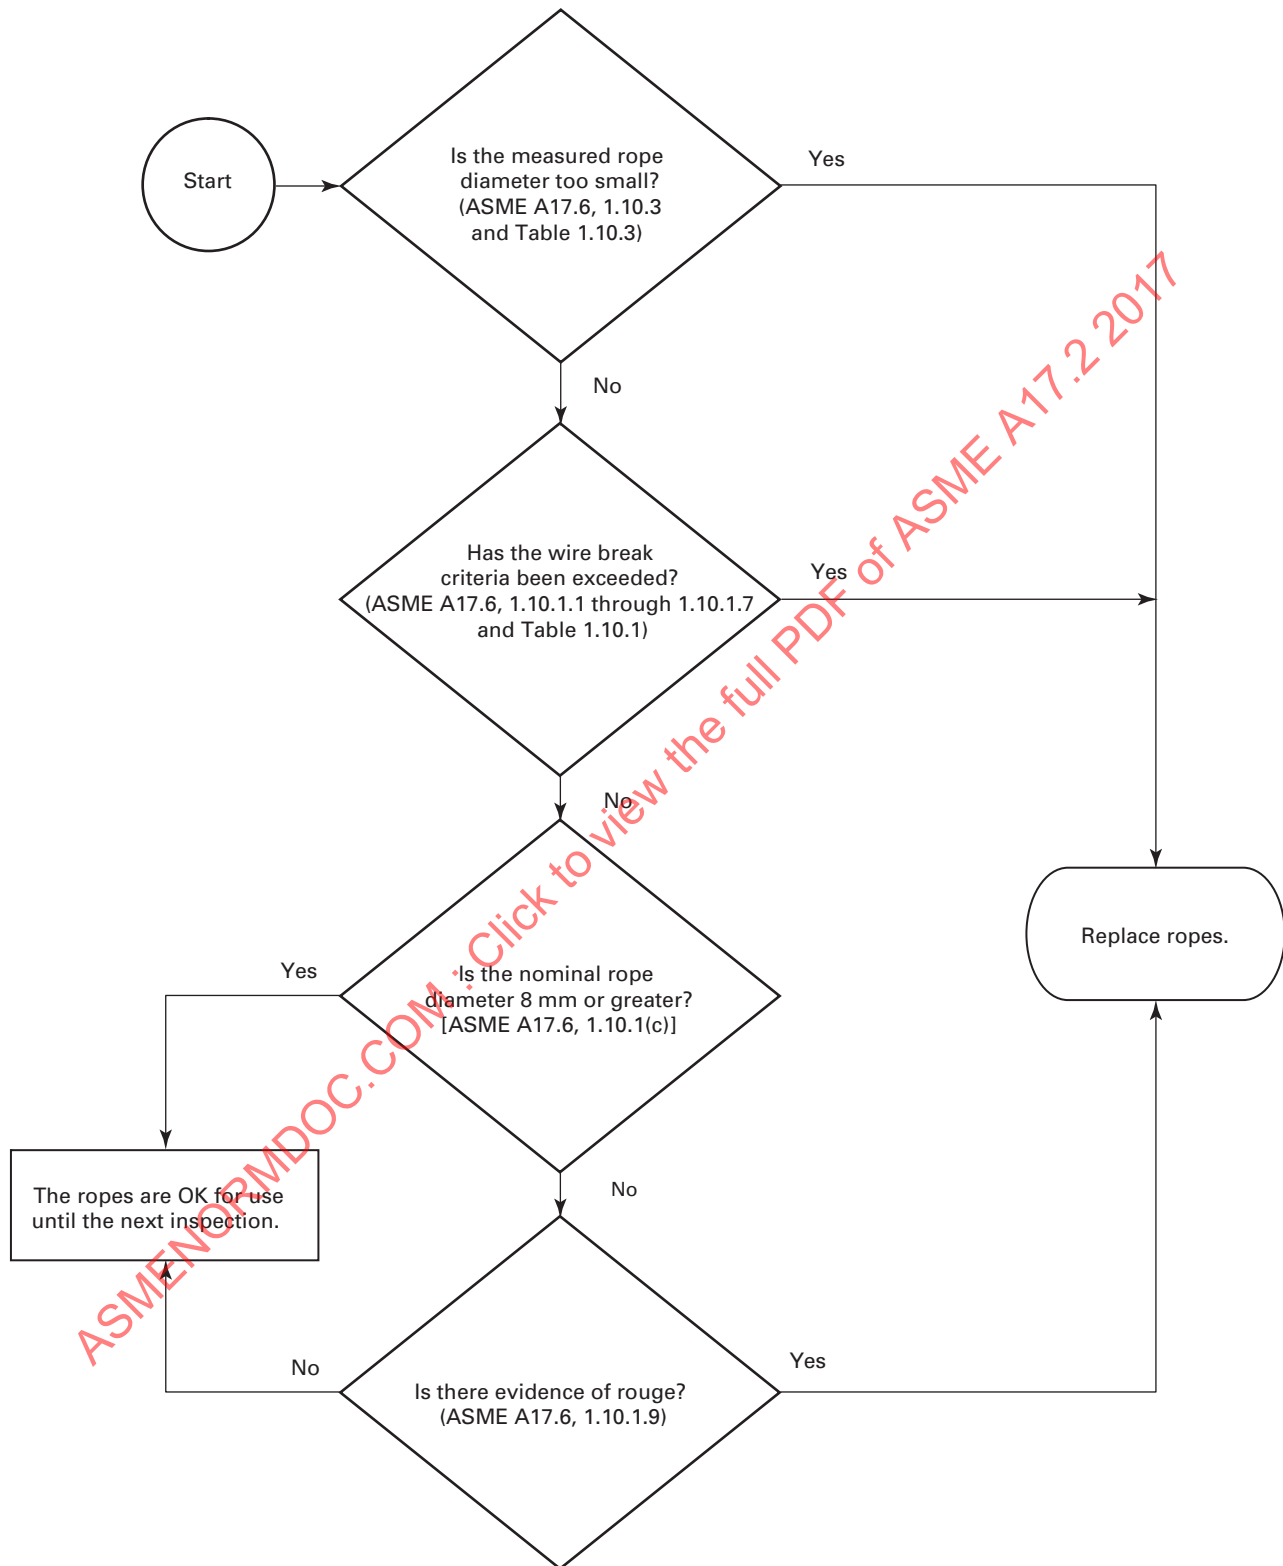 Is the measured rope
diameter too small?
(ASME A17.6, 1.10.3
and Table 1.10.3)
Yes
Start
No
Has the wire break
criteria been exceeded?
(ASME A17.6, 1.10.1.1 through 1.10.1.7
and Table 1.10.1)
Yes
No
Is the nominal rope
diameter 8 mm or greater?
[ASME A17.6, 1.10.1(c)]
Yes
Replace ropes.
No
The ropes are OK for use
until the next inspection.
Is there evidence of rouge?
(ASME A17.6, 1.10.1.9)
No
Yes
ASMENORMDOC.COM : Click to view the full PDF of ASME A17.2 2017